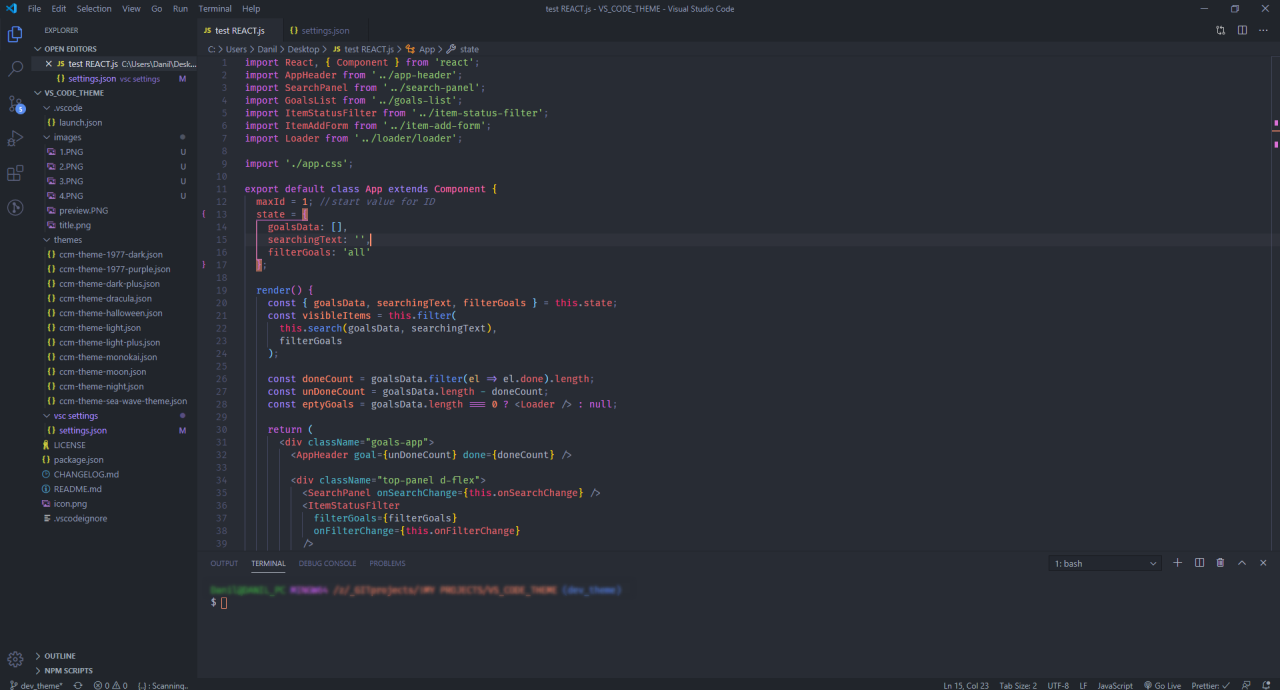 File Edit Selection View Go Run Terminal Help
test REACT.js - VS_CODE_THEME - Visual Studio Code
EXPLORER
OPEN EDITORS
JS test REACT.js C:\Users\Danil\Desk...
{} settings.json vsc settings M
VS_CODE_THEME
.vscode
{} launch.json
images
1.PNG U
2.PNG U
3.PNG U
4.PNG U
preview.PNG
title.png
themes
{} ccm-theme-1977-dark.json
{} ccm-theme-1977-purple.json
{} ccm-theme-dark-plus.json
{} ccm-theme-dracula.json
{} ccm-theme-halloween.json
{} ccm-theme-light.json
{} ccm-theme-light-plus.json
{} ccm-theme-monokai.json
{} ccm-theme-moon.json
{} ccm-theme-night.json
{} ccm-theme-sea-wave-theme.json
vsc settings
{} settings.json M
LICENSE
{} package.json
CHANGELOG.md
README.md
icon.png
.vscodeignore
OUTLINE
NPM SCRIPTS
5
JS test REACT.js {} settings.json
C: > Users > Danil > Desktop > JS test REACT.js > App > state
1 import React, { Component } from 'react';
2 import AppHeader from '../app-header';
3 import SearchPanel from '../search-panel';
4 import GoalsList from '../goals-list';
5 import ItemStatusFilter from '../item-status-filter';
6 import ItemAddForm from '../item-add-form';
7 import Loader from '../loader/loader';
8
9 import './app.css';
10
11 export default class App extends Component {
12 maxId = 1; //start value for ID
13 state = {
14 goalsData: [],
15 searchingText: '',
16 filterGoals: 'all'
17 };
18
19 render() {
20 const { goalsData, searchingText, filterGoals } = this.state;
21 const visibleItems = this.filter(
22 this.search(goalsData, searchingText),
23 filterGoals
24 );
25
26 const doneCount = goalsData.filter(el => el.done).length;
27 const unDoneCount = goalsData.length - doneCount;
28 const eptyGoals = goalsData.length === 0 ? <Loader /> : null;
29
30 return (
31 <div className="goals-app">
32 <AppHeader goal={unDoneCount} done={doneCount} />
33
34 <div className="top-panel d-flex">
35 <SearchPanel onSearchChange={this.onSearchChange} />
36 <ItemStatusFilter
37 filterGoals={filterGoals}
38 onFilterChange={this.onFilterChange}
39 />
OUTPUT TERMINAL DEBUG CONSOLE PROBLEMS
1: bash
$
dev_theme* 0 0 [..] : Scanning..
Ln 15, Col 23 Tab Size: 2 UTF-8 LF JavaScript Go Live Prettier: ✓